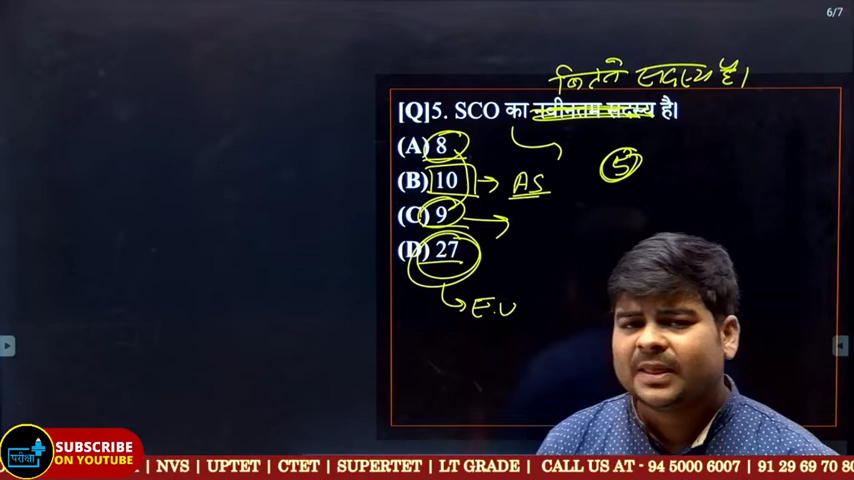 6/7
कितने सदस्य है।
[Q]5. SCO का नवीनतम सदस्य है।
(A) 8
5
(B) 10 → AS
(C) 9 →
(D) 27
E.U
परीक्षा
SUBSCRIBE
ON YOUTUBE
| NVS | UPTET | CTET | SUPERTET | LT GRADE | CALL US AT - 94 5000 6007 | 91 29 69 70 80